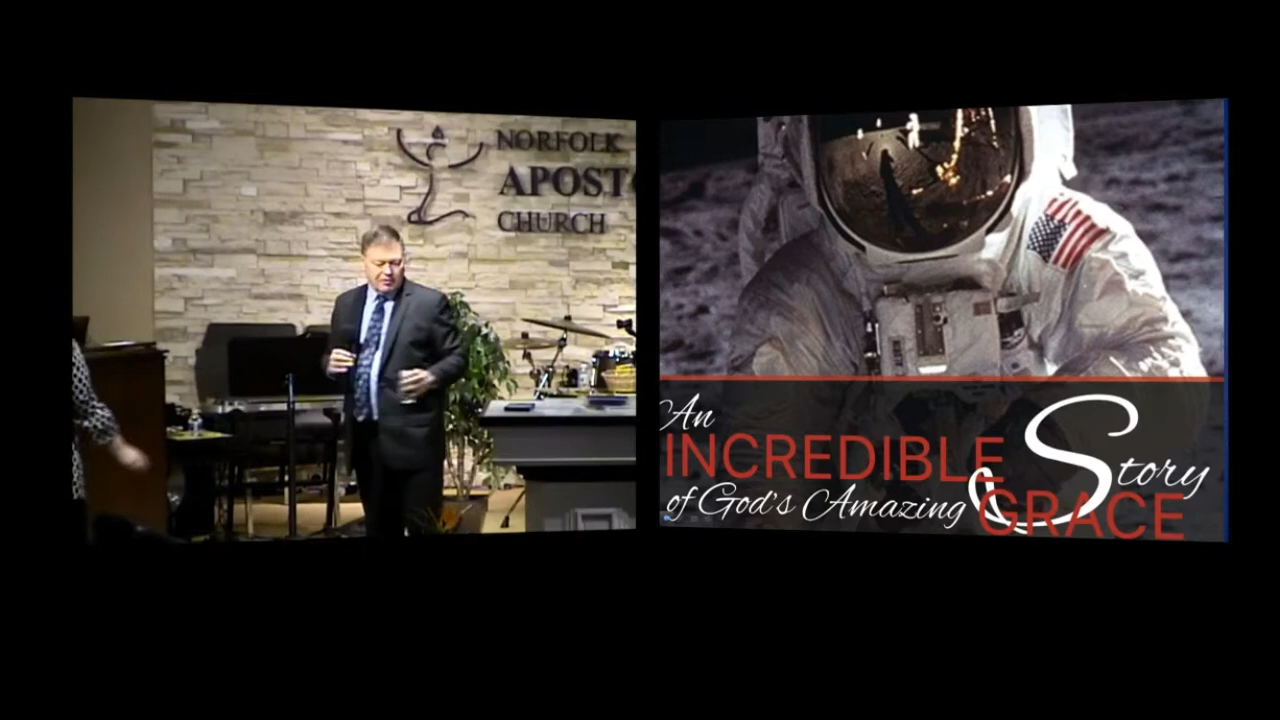 NORFOLK
APOST
CHURCH
An
INCREDIBLE Story
of God's Amazing GRACE